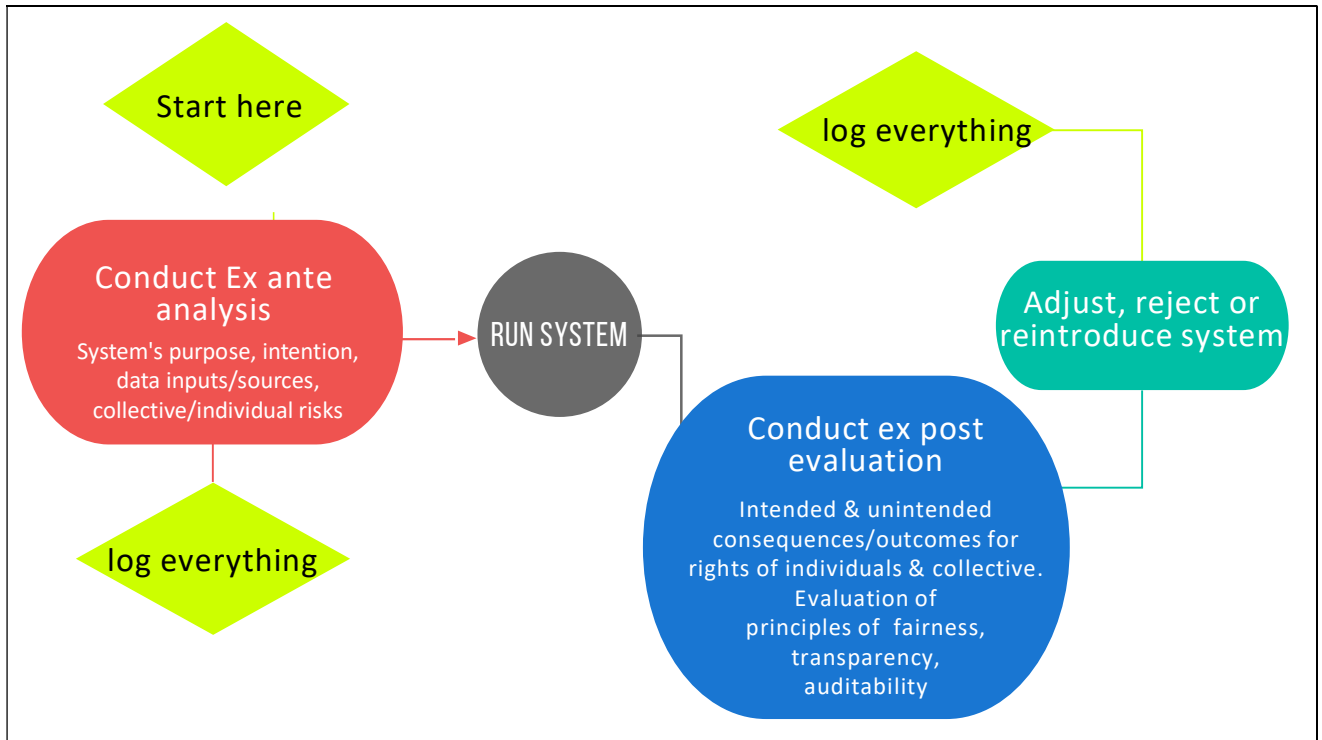 Start here
Conduct Ex ante
analysis
System's purpose, intention,
data inputs/sources,
collective/individual risks
log everything
RUN SYSTEM
Conduct ex post
evaluation
Intended & unintended
consequences/outcomes for
rights of individuals & collective.
Evaluation of
principles of fairness,
transparency,
auditability
Adjust, reject or
reintroduce system
log everything